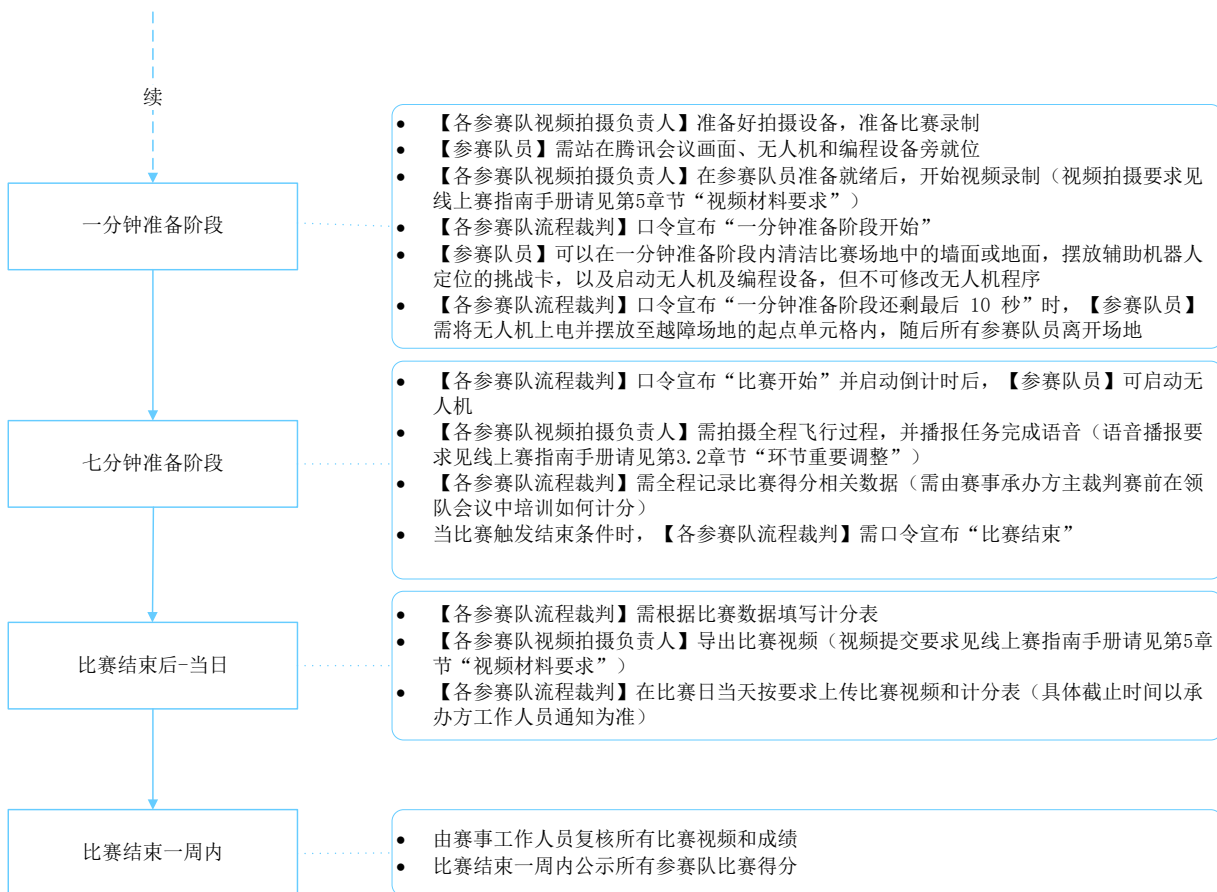 续
一分钟准备阶段
• 【各参赛队视频拍摄负责人】准备好拍摄设备，准备比赛录制
• 【参赛队员】需站在腾讯会议画面、无人机和编程设备旁就位
• 【各参赛队视频拍摄负责人】在参赛队员准备就绪后，开始视频录制（视频拍摄要求见
线上赛指南手册请见第5章节“视频材料要求”）
• 【各参赛队流程裁判】口令宣布“一分钟准备阶段开始”
• 【参赛队员】可以在一分钟准备阶段内清洁比赛场地中的墙面或地面，摆放辅助机器人
定位的挑战卡，以及启动无人机及编程设备，但不可修改无人机程序
• 【各参赛队流程裁判】口令宣布“一分钟准备阶段还剩最后 10 秒”时，【参赛队员】
需将无人机上电并摆放至越障场地的起点单元格内，随后所有参赛队员离开场地
七分钟准备阶段
• 【各参赛队流程裁判】口令宣布“比赛开始”并启动倒计时后，【参赛队员】可启动无
人机
• 【各参赛队视频拍摄负责人】需拍摄全程飞行过程，并播报任务完成语音（语音播报要
求见线上赛指南手册请见第3.2章节“环节重要调整”）
• 【各参赛队流程裁判】需全程记录比赛得分相关数据（需由赛事承办方主裁判赛前在领
队会议中培训如何计分）
• 当比赛触发结束条件时，【各参赛队流程裁判】需口令宣布“比赛结束”
比赛结束后-当日
• 【各参赛队流程裁判】需根据比赛数据填写计分表
• 【各参赛队视频拍摄负责人】导出比赛视频（视频提交要求见线上赛指南手册请见第5章
节“视频材料要求”）
• 【各参赛队流程裁判】在比赛日当天按要求上传比赛视频和计分表（具体截止时间以承
办方工作人员通知为准）
比赛结束一周内
• 由赛事工作人员复核所有比赛视频和成绩
• 比赛结束一周内公示所有参赛队比赛得分